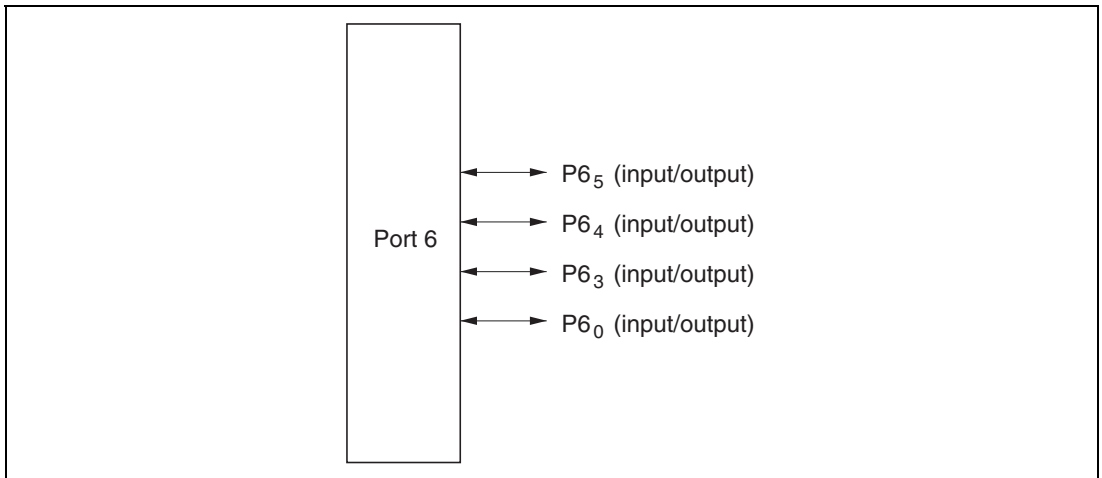 Port 6
P6₅ (input/output)
P6₄ (input/output)
P6₃ (input/output)
P6₀ (input/output)